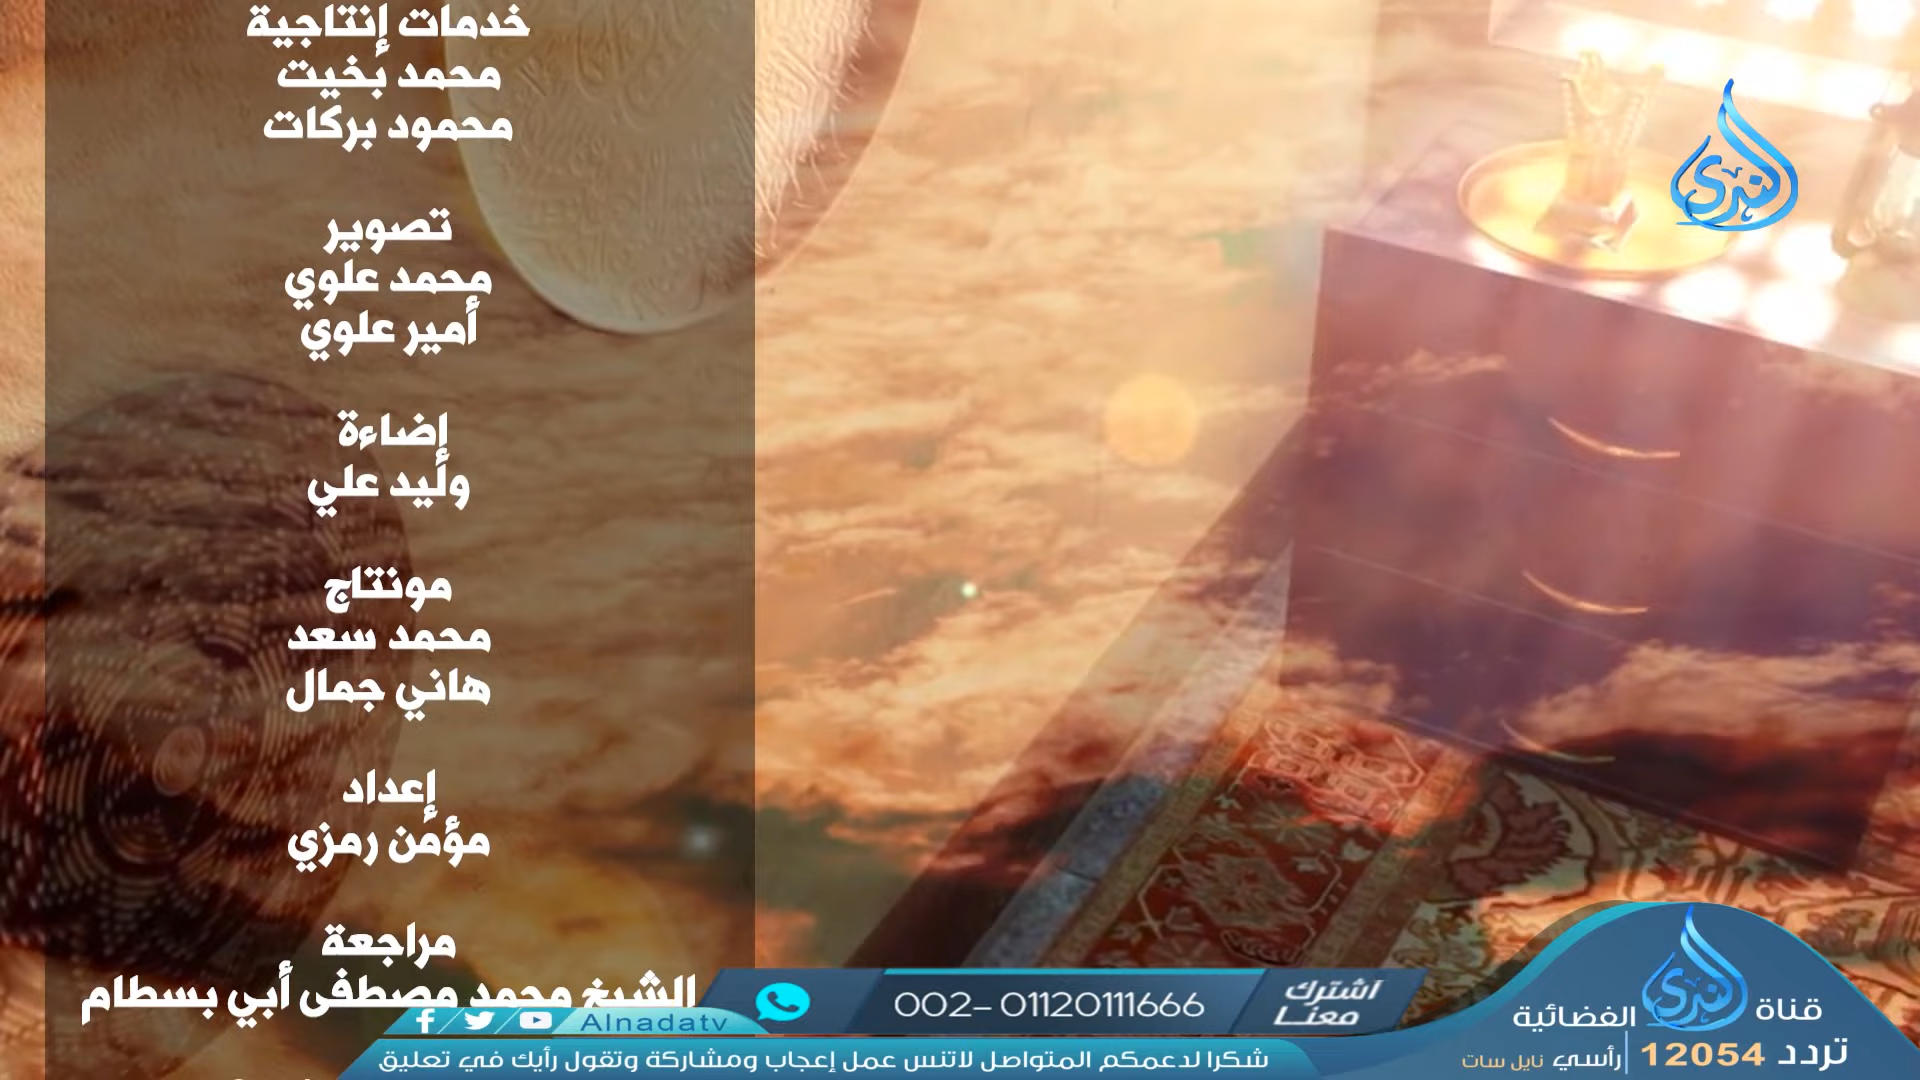 خدمات إنتاجية
محمد بخيت
محمود بركات
تصوير
محمد علوي
أمير علوي
إضاءة
وليد علي
مونتاج
محمد سعد
هاني جمال
إعداد
مؤمن رمزي
مراجعة
الشيخ محمد مصطفى أبي بسطام
الندى
اشترك معنا
002- 01120111666
Alnadatv
شكرا لدعمكم المتواصل لاتنس عمل إعجاب ومشاركة وتقول رأيك في تعليق
قناة الندى الفضائية
تردد 12054 رأسي نايل سات